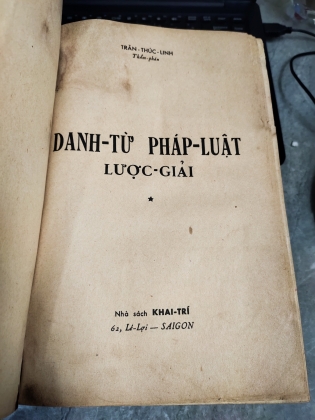 TRẦN-THÚC-LINH
Thẩm-phán
DANH-TỪ PHÁP-LUẬT
LƯỢC-GIẢI
*
Nhà sách KHAI-TRÍ
62, Lê-Lợi — SAIGON